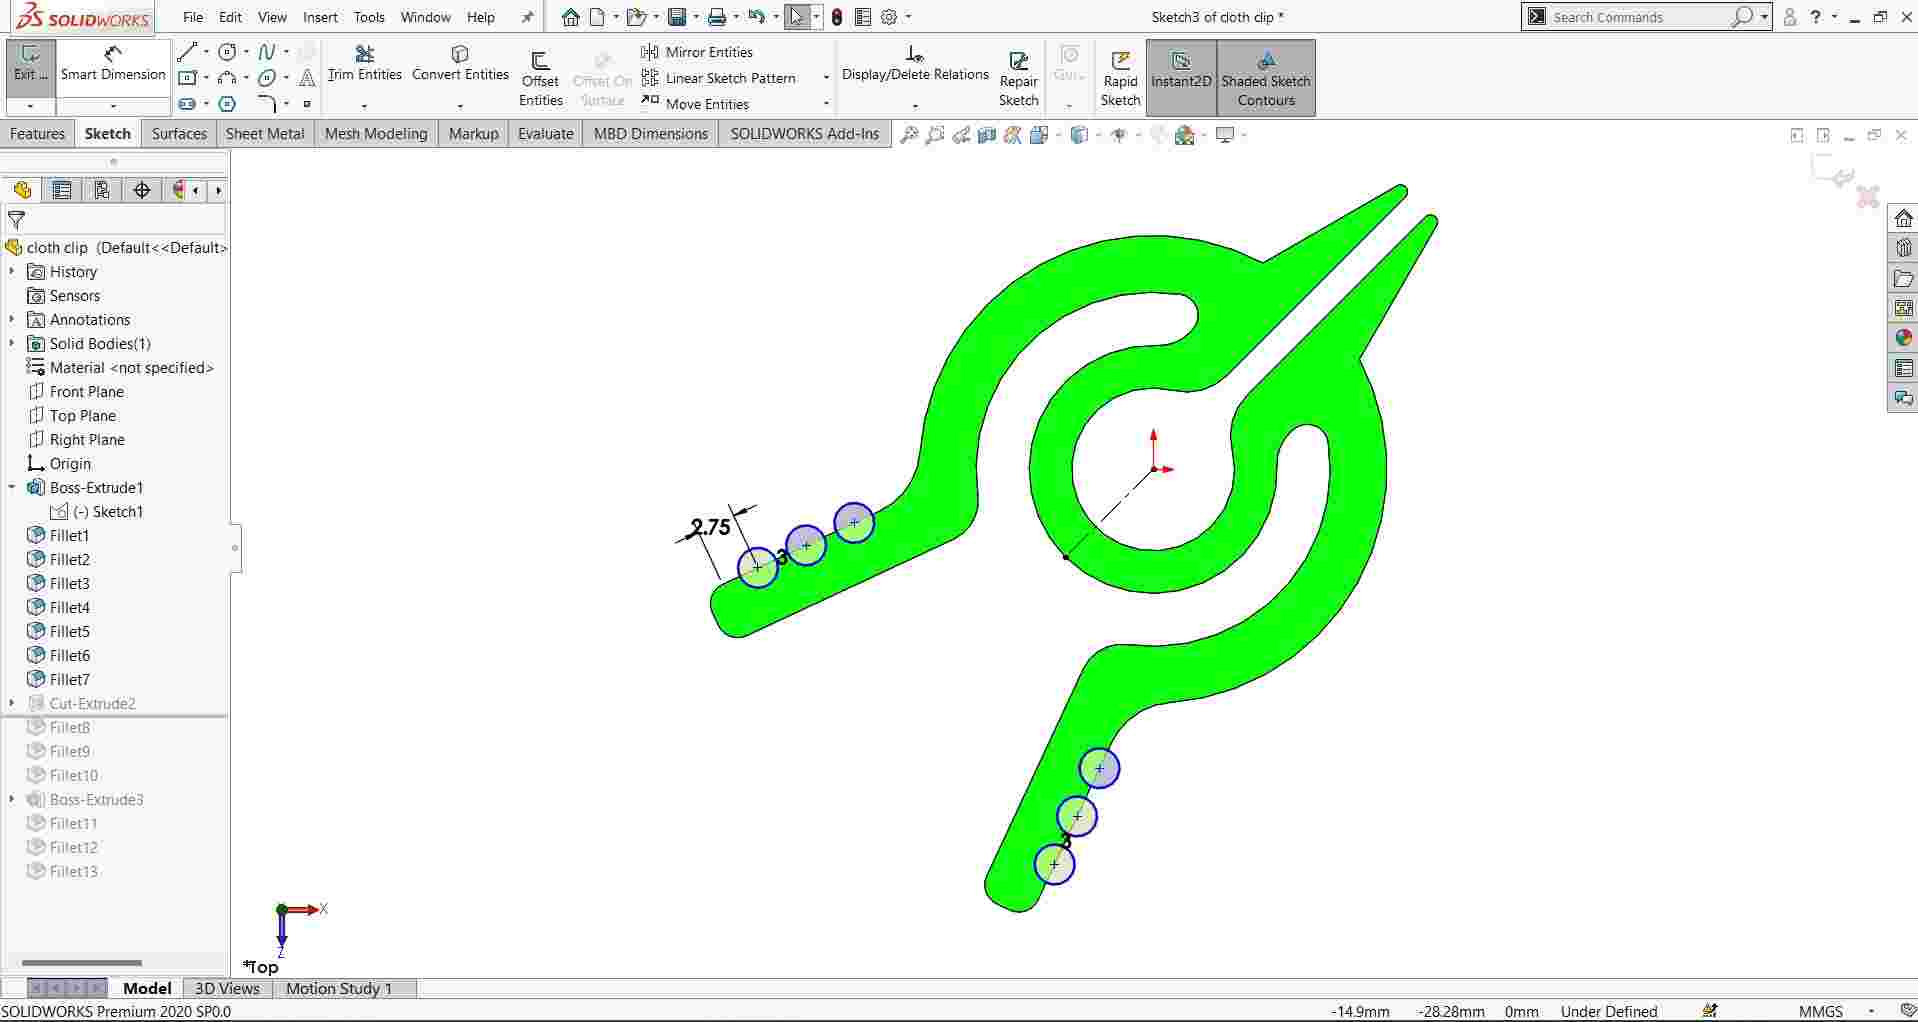 SOLIDWORKS
File Edit View Insert Tools Window Help
Sketch3 of cloth clip *
Search Commands
Exit ...
Smart Dimension
Trim Entities
Convert Entities
Offset Entities
Offset On Surface
Mirror Entities
Linear Sketch Pattern
Move Entities
Display/Delete Relations
Repair Sketch
Rapid Sketch
Instant2D
Shaded Sketch Contours
Features Sketch Surfaces Sheet Metal Mesh Modeling Markup Evaluate MBD Dimensions SOLIDWORKS Add-Ins
cloth clip (Default<<Default>
History
Sensors
Annotations
Solid Bodies(1)
Material <not specified>
Front Plane
Top Plane
Right Plane
Origin
Boss-Extrude1
(-) Sketch1
Fillet1
Fillet2
Fillet3
Fillet4
Fillet5
Fillet6
Fillet7
Cut-Extrude2
Fillet8
Fillet9
Fillet10
Boss-Extrude3
Fillet11
Fillet12
Fillet13
2.75
3
3
X
Z
*Top
Model 3D Views Motion Study 1
SOLIDWORKS Premium 2020 SP0.0
-14.9mm -28.28mm 0mm Under Defined MMGS